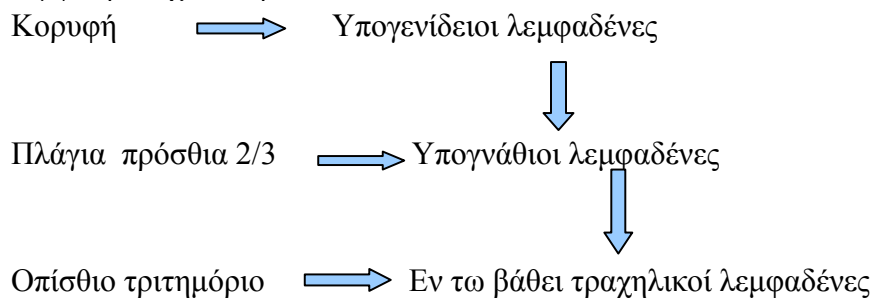 Κορυφή Υπογενίδειοι λεμφαδένες
Πλάγια πρόσθια 2/3 Υπογνάθιοι λεμφαδένες
Οπίσθιο τριτημόριο Εν τω βάθει τραχηλικοί λεμφαδένες